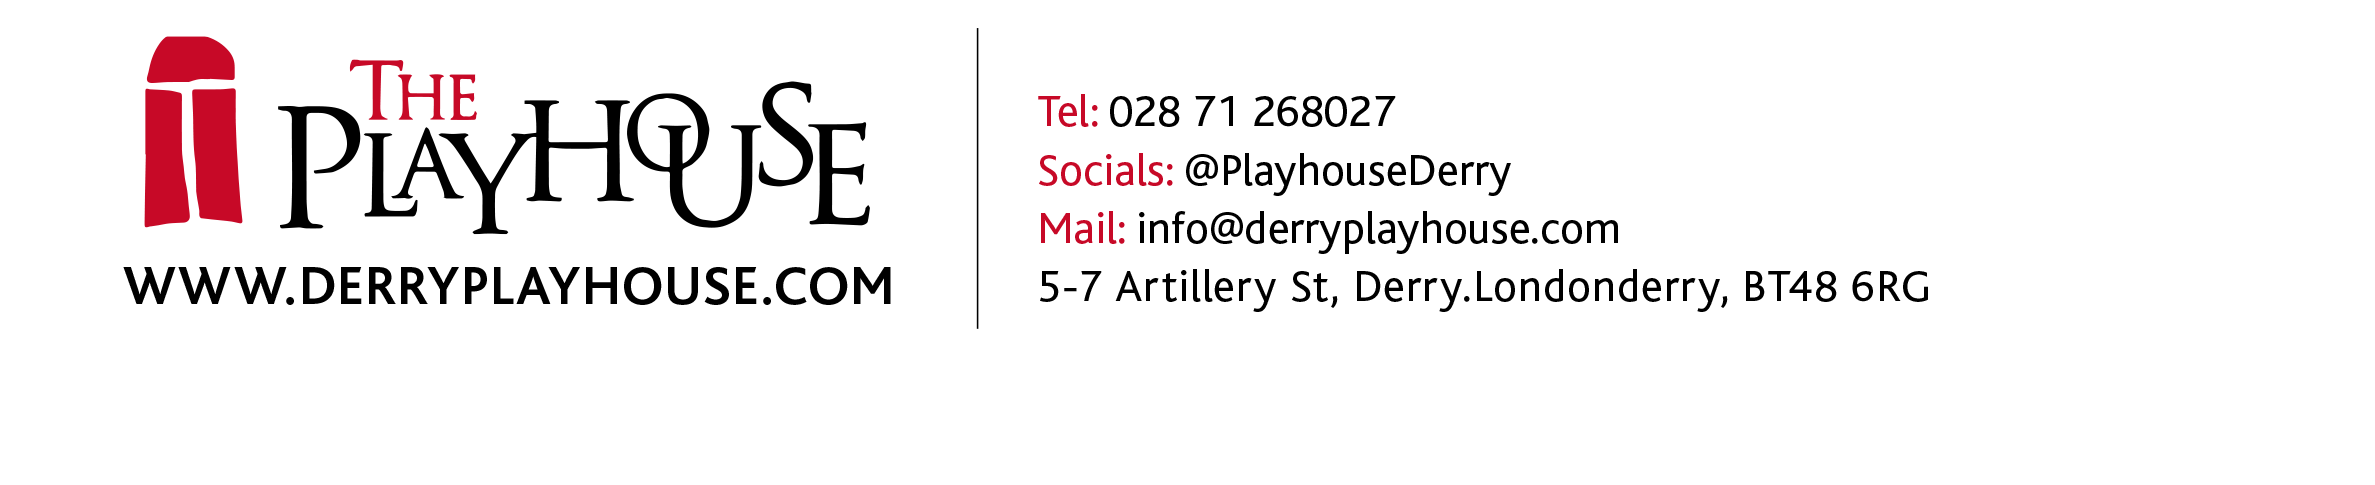 THE
PLAYHOUSE
WWW.DERRYPLAYHOUSE.COM
Tel: 028 71 268027
Socials: @PlayhouseDerry
Mail: info@derryplayhouse.com
5-7 Artillery St, Derry.Londonderry, BT48 6RG